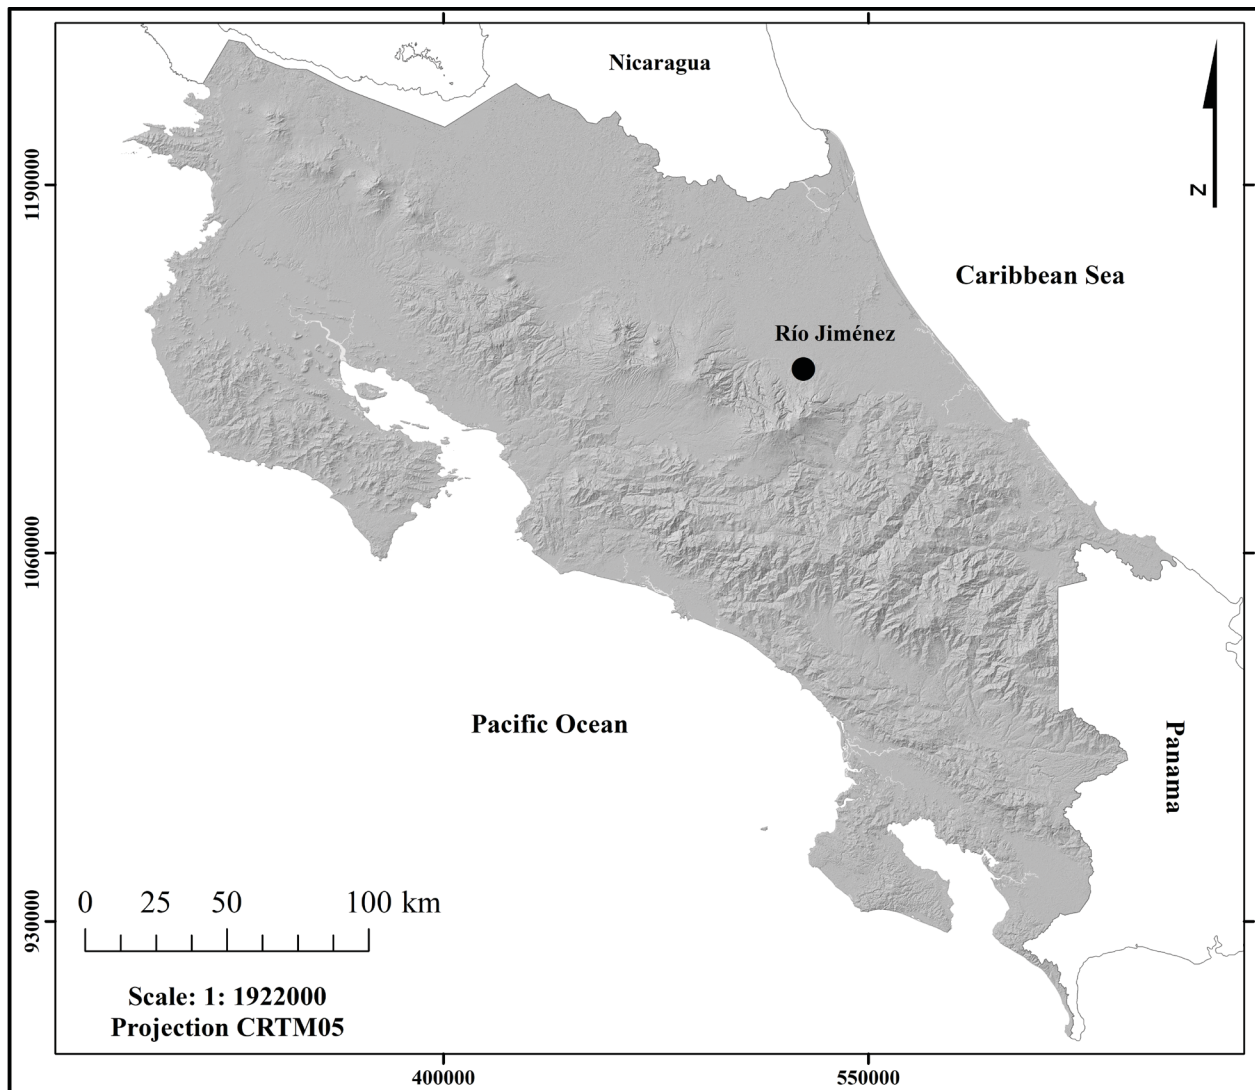 Nicaragua
1190000
N
Caribbean Sea
Río Jiménez
1060000
Pacific Ocean
Panama
0 25 50 100 km
930000
Scale: 1: 1922000
Projection CRTM05
400000 550000